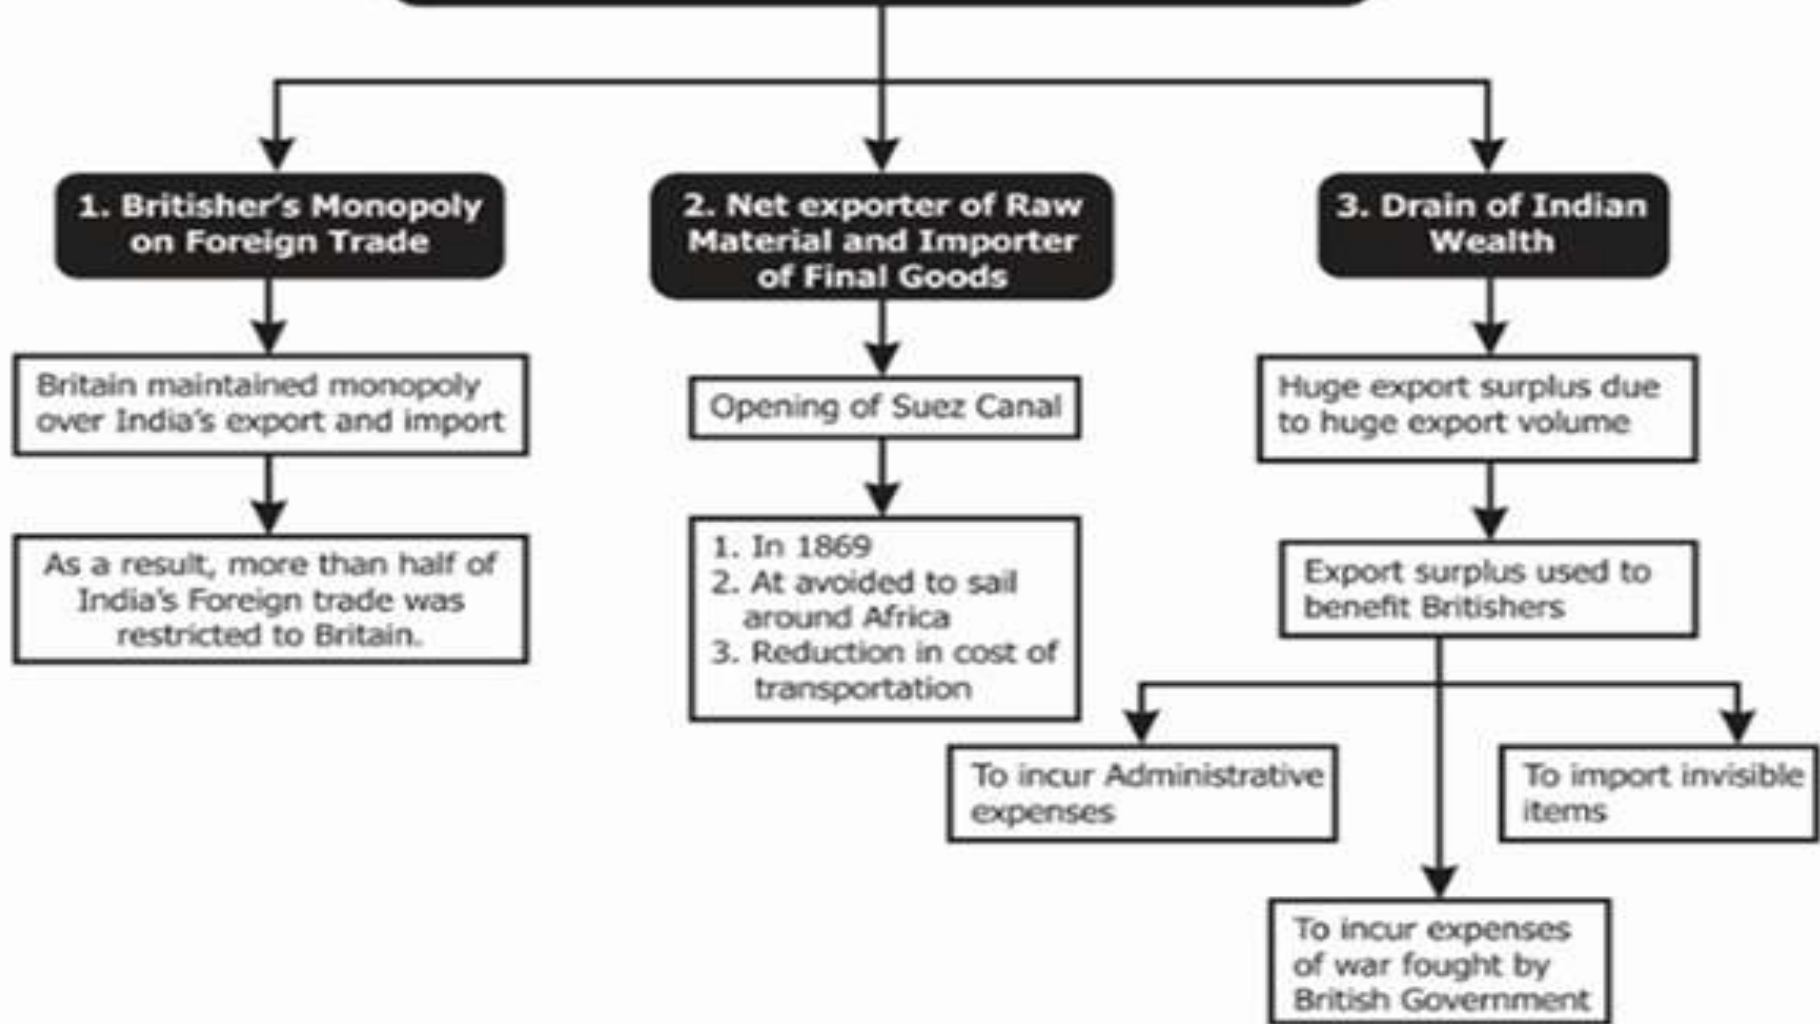 1. Britisher's Monopoly
on Foreign Trade
Britain maintained monopoly
over India's export and import
As a result, more than half of
India's Foreign trade was
restricted to Britain.
2. Net exporter of Raw
Material and Importer
of Final Goods
Opening of Suez Canal
1. In 1869
2. At avoided to sail
around Africa
3. Reduction in cost of
transportation
3. Drain of Indian
Wealth
Huge export surplus due
to huge export volume
Export surplus used to
benefit Britishers
To incur Administrative
expenses
To import invisible
items
To incur expenses
of war fought by
British Government